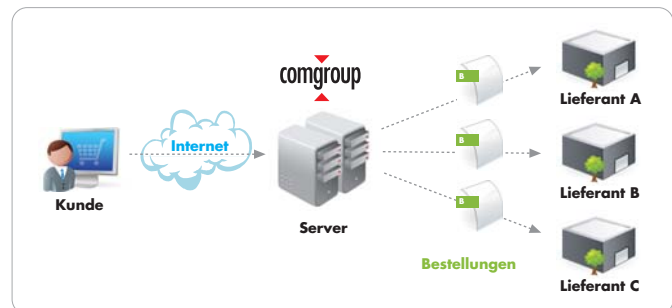 comgroup
B
Lieferant A
Internet
B
Kunde
Lieferant B
Server
B
Bestellungen
Lieferant C